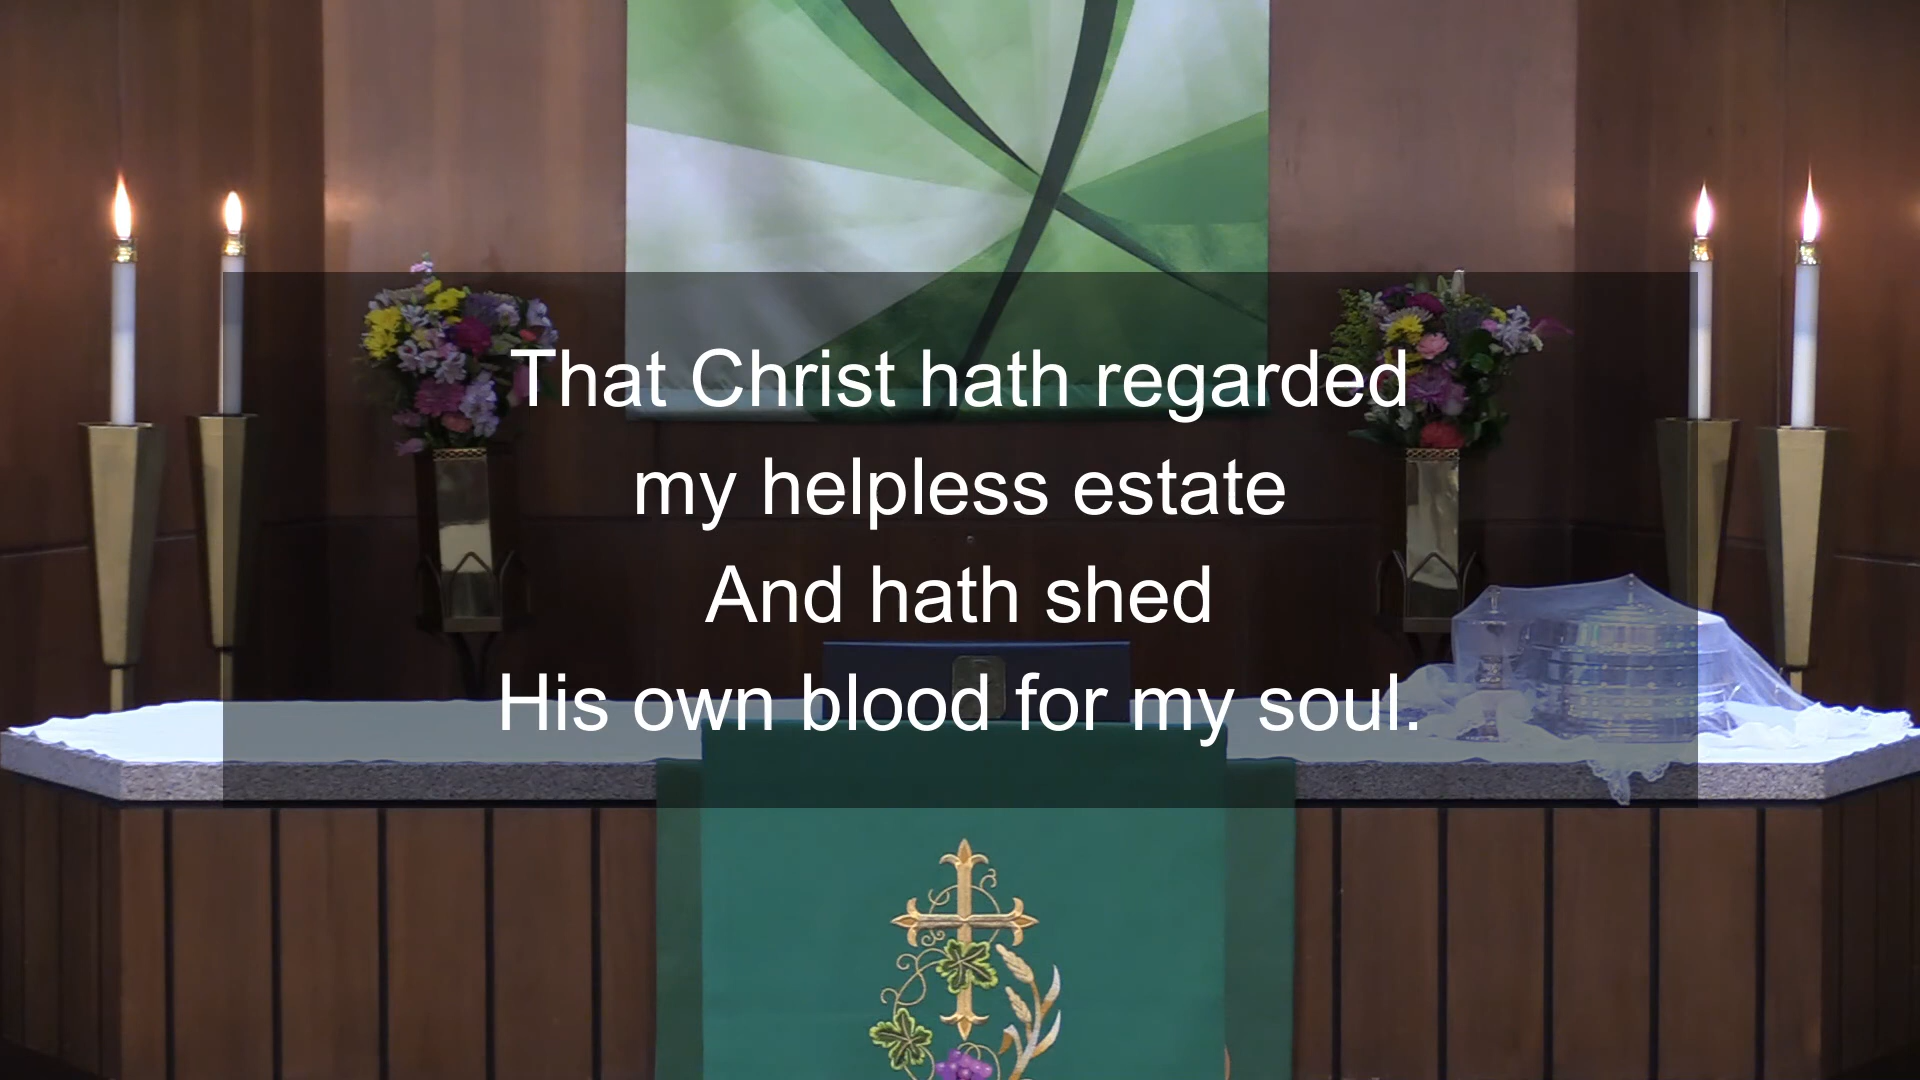 That Christ hath regarded
my helpless estate
And hath shed
His own blood for my soul.